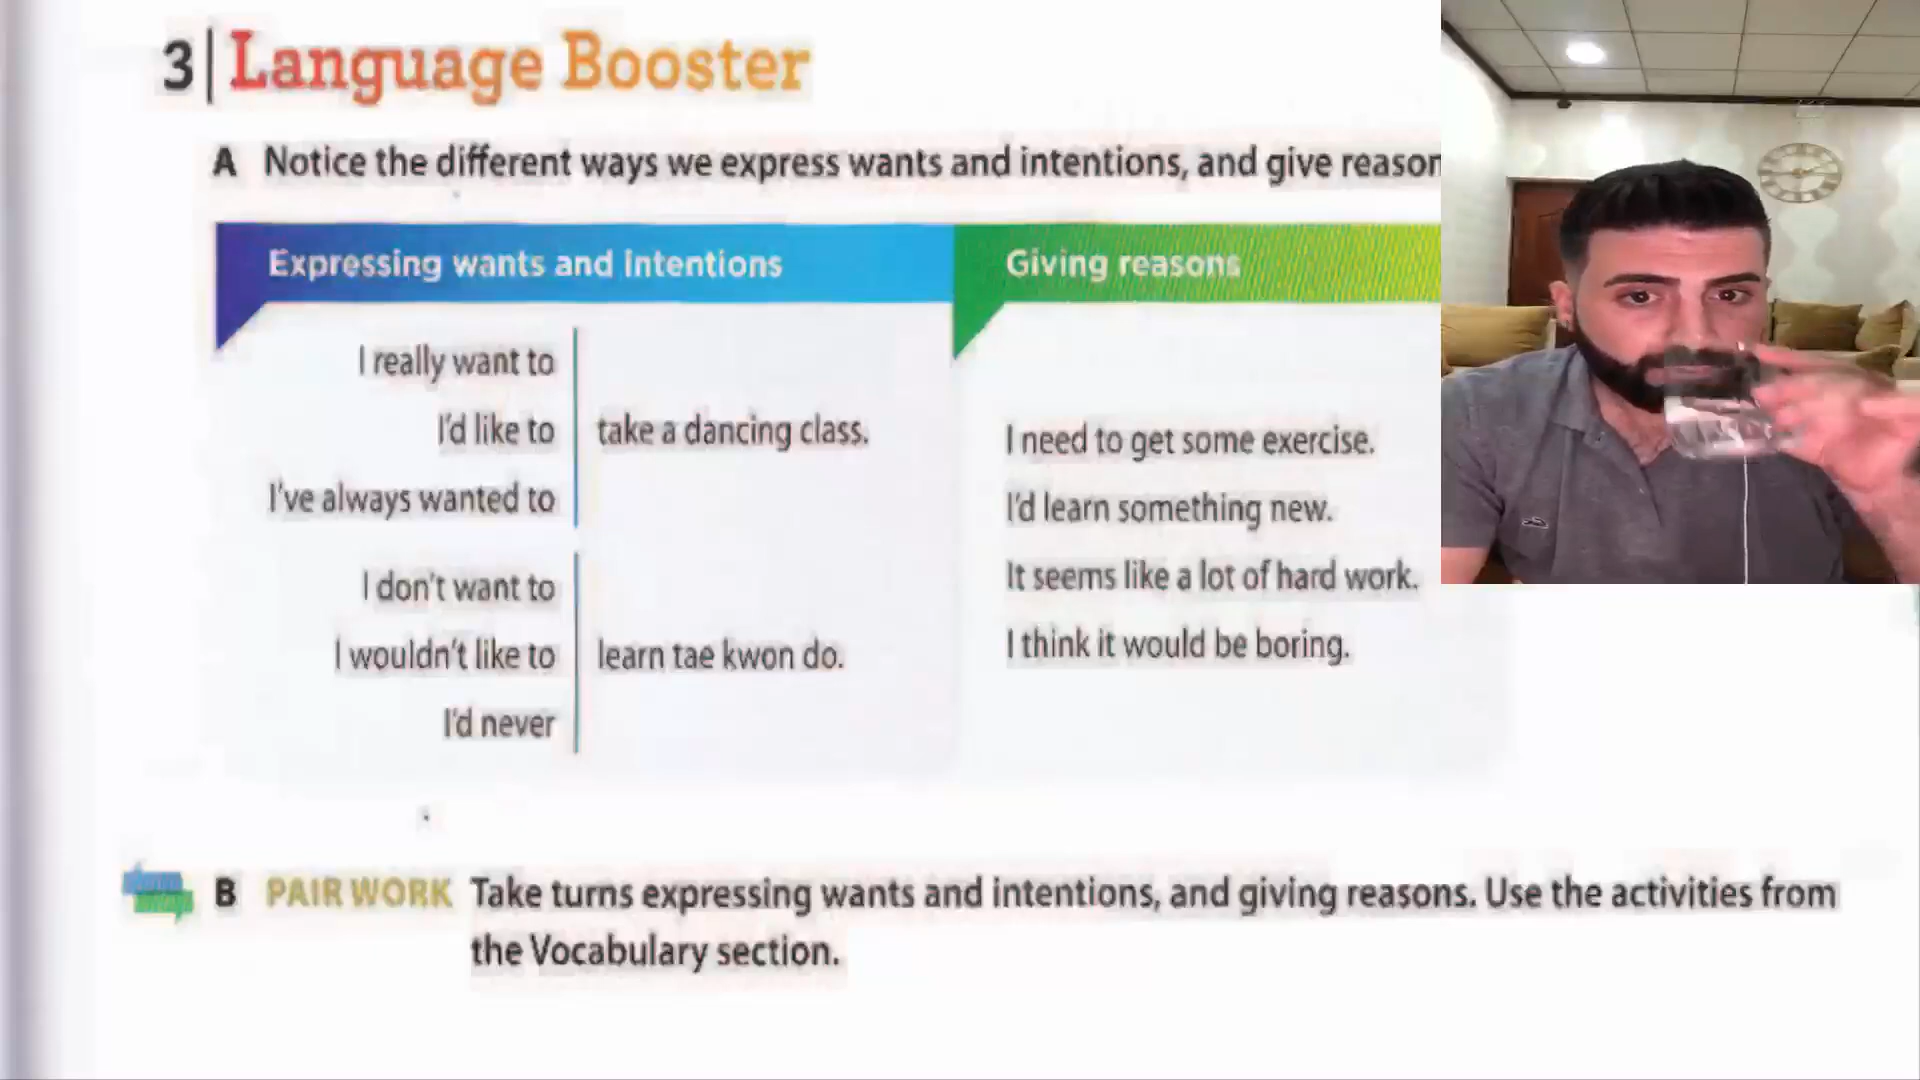 3 | Language Booster
A Notice the different ways we express wants and intentions, and give reason
Expressing wants and intentions
I really want to
I'd like to
take a dancing class.
I've always wanted to
I don't want to
I wouldn't like to
learn tae kwon do.
I'd never
Giving reasons
I need to get some exercise.
I'd learn something new.
It seems like a lot of hard work.
I think it would be boring.
B PAIR WORK Take turns expressing wants and intentions, and giving reasons. Use the activities from
the Vocabulary section.